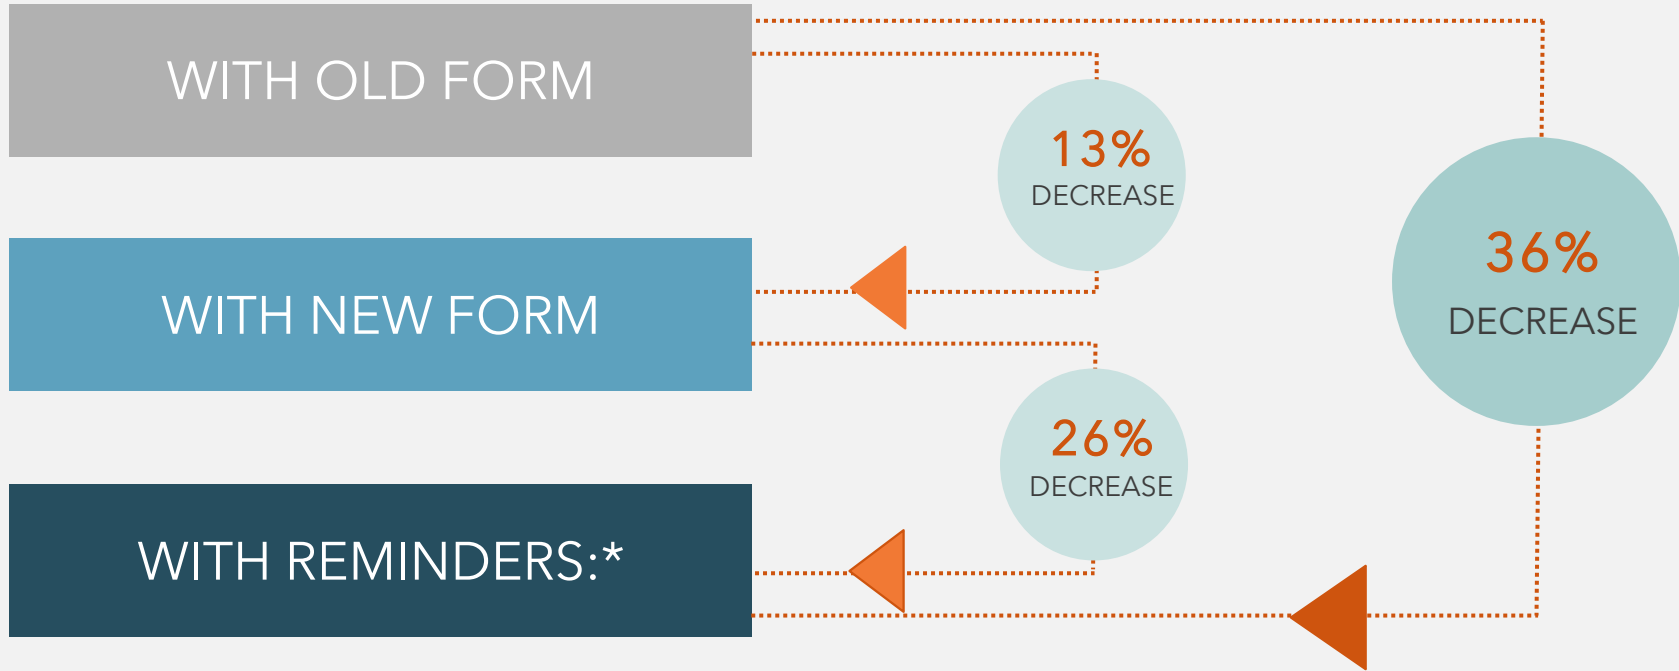 WITH OLD FORM
13%
DECREASE
36%
DECREASE
WITH NEW FORM
26%
DECREASE
WITH REMINDERS:*